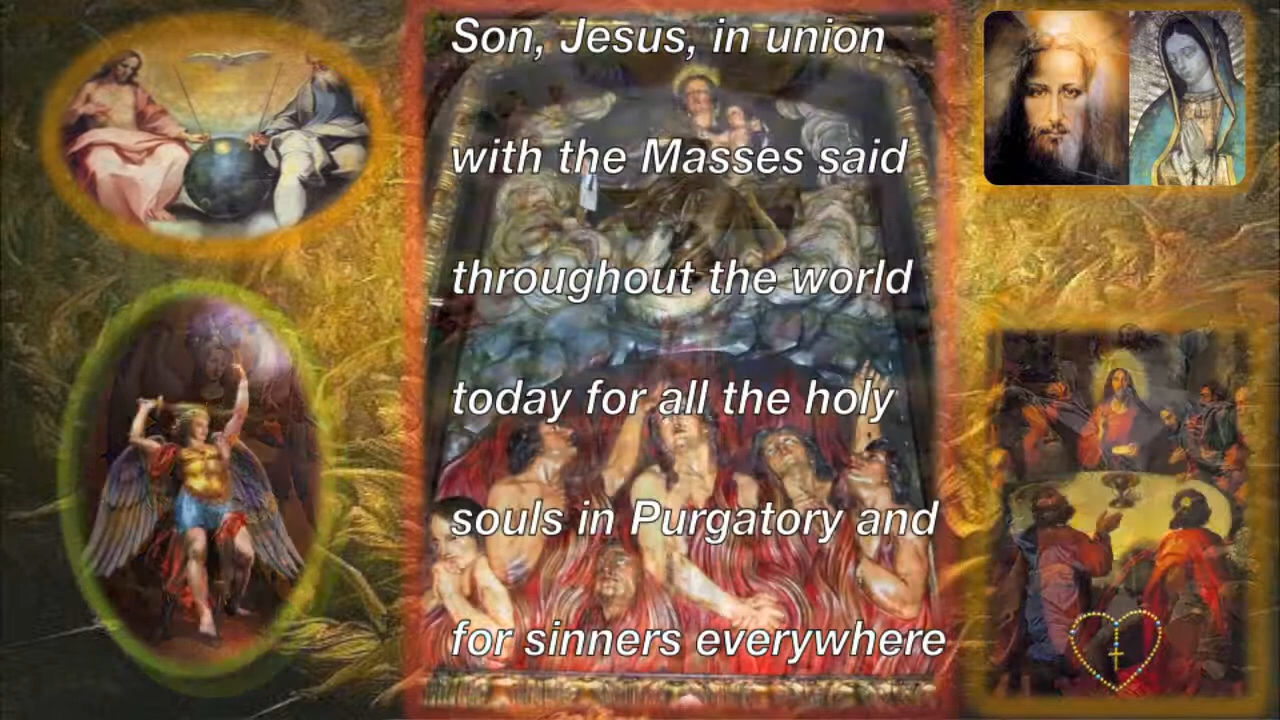 Son, Jesus, in union
with the Masses said
throughout the world
today for all the holy
souls in Purgatory and
for sinners everywhere